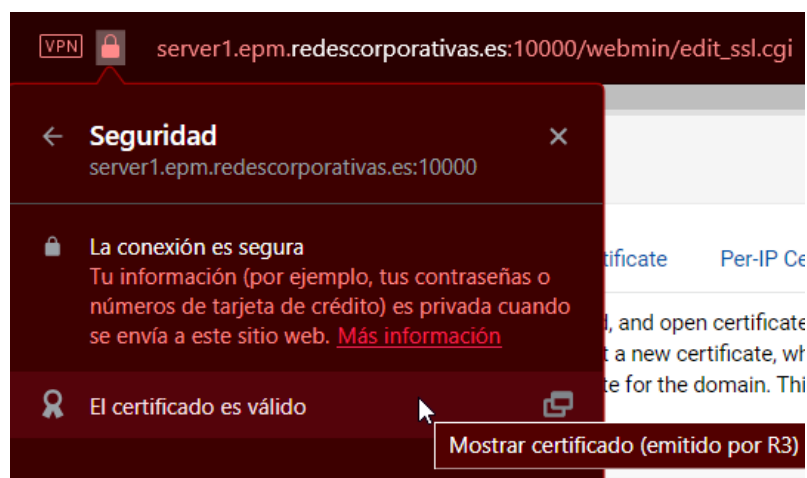 VPN server1.epm.redescorporativas.es:10000/webmin/edit_ssl.cgi
Seguridad
server1.epm.redescorporativas.es:10000
La conexión es segura
Tu información (por ejemplo, tus contraseñas o
números de tarjeta de crédito) es privada cuando
se envía a este sitio web. Más información
El certificado es válido
Mostrar certificado (emitido por R3)
tificate Per-IP Ce
, and open certificate
t a new certificate, wh
te for the domain. Thi